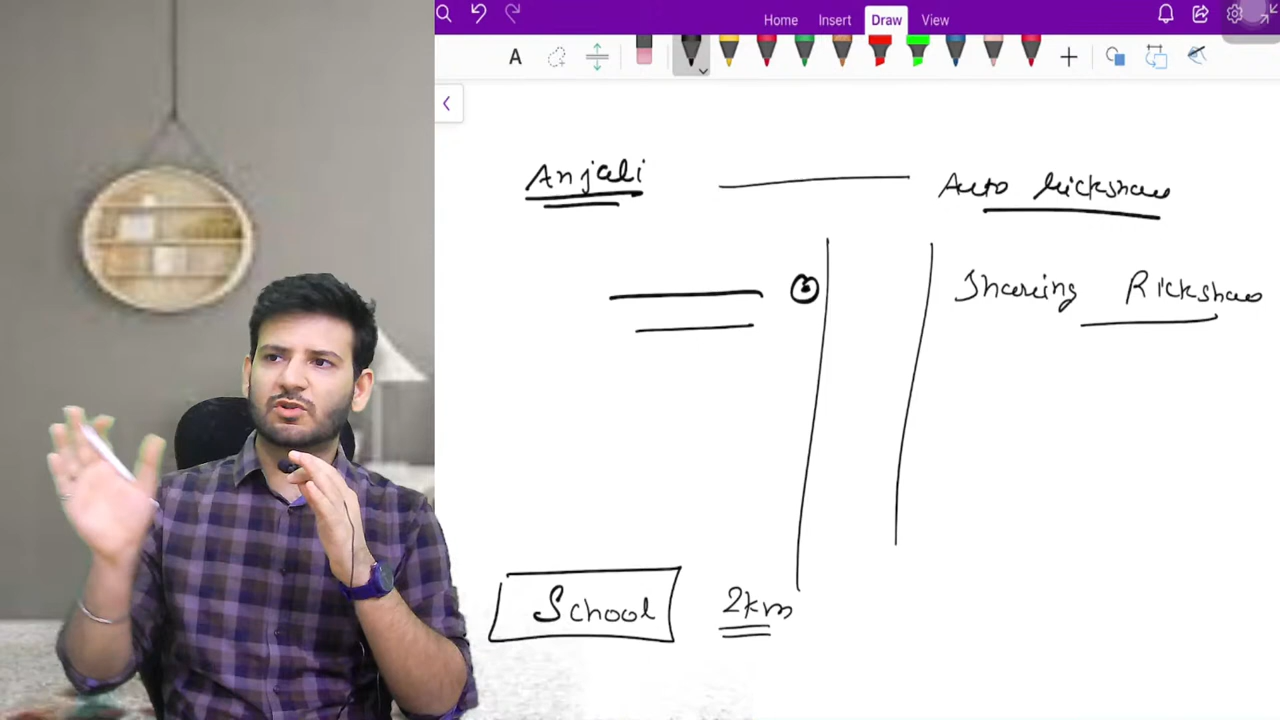 Home Insert Draw View
A
Anjali Auto Rickshaw
Sharing Rickshaw
School 2km